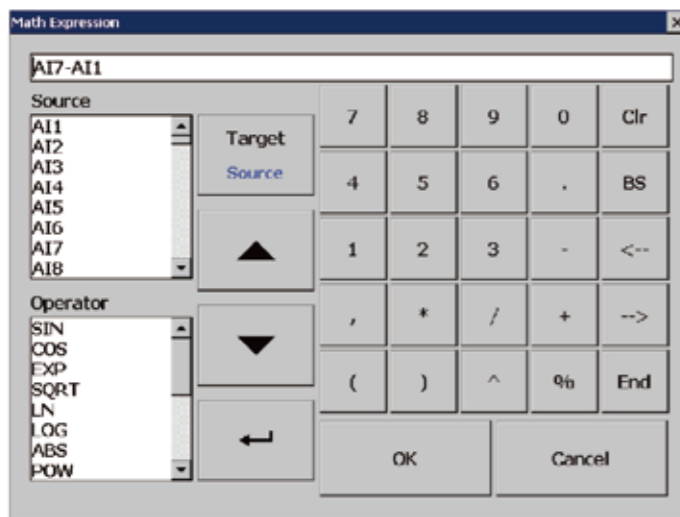 Math Expression
x
AI7-AI1
Source
AI1
AI2
AI3
AI4
AI5
AI6
AI7
AI8
Target
Source
Operator
SIN
COS
EXP
SQRT
LN
LOG
ABS
POW
7 8 9 0 Clr
4 5 6 . BS
1 2 3 - <--
, * / + -->
( ) ^ % End
OK Cancel